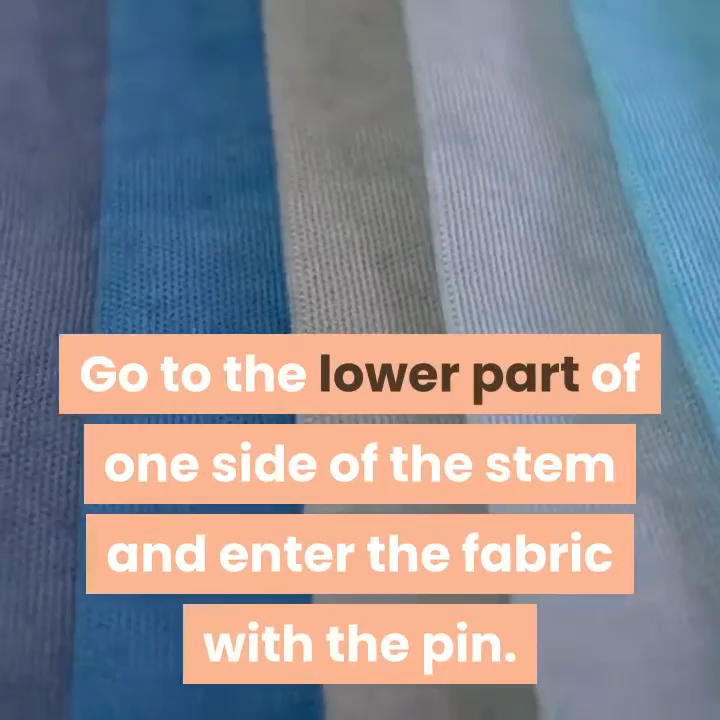 Go to the lower part of
one side of the stem
and enter the fabric
with the pin.